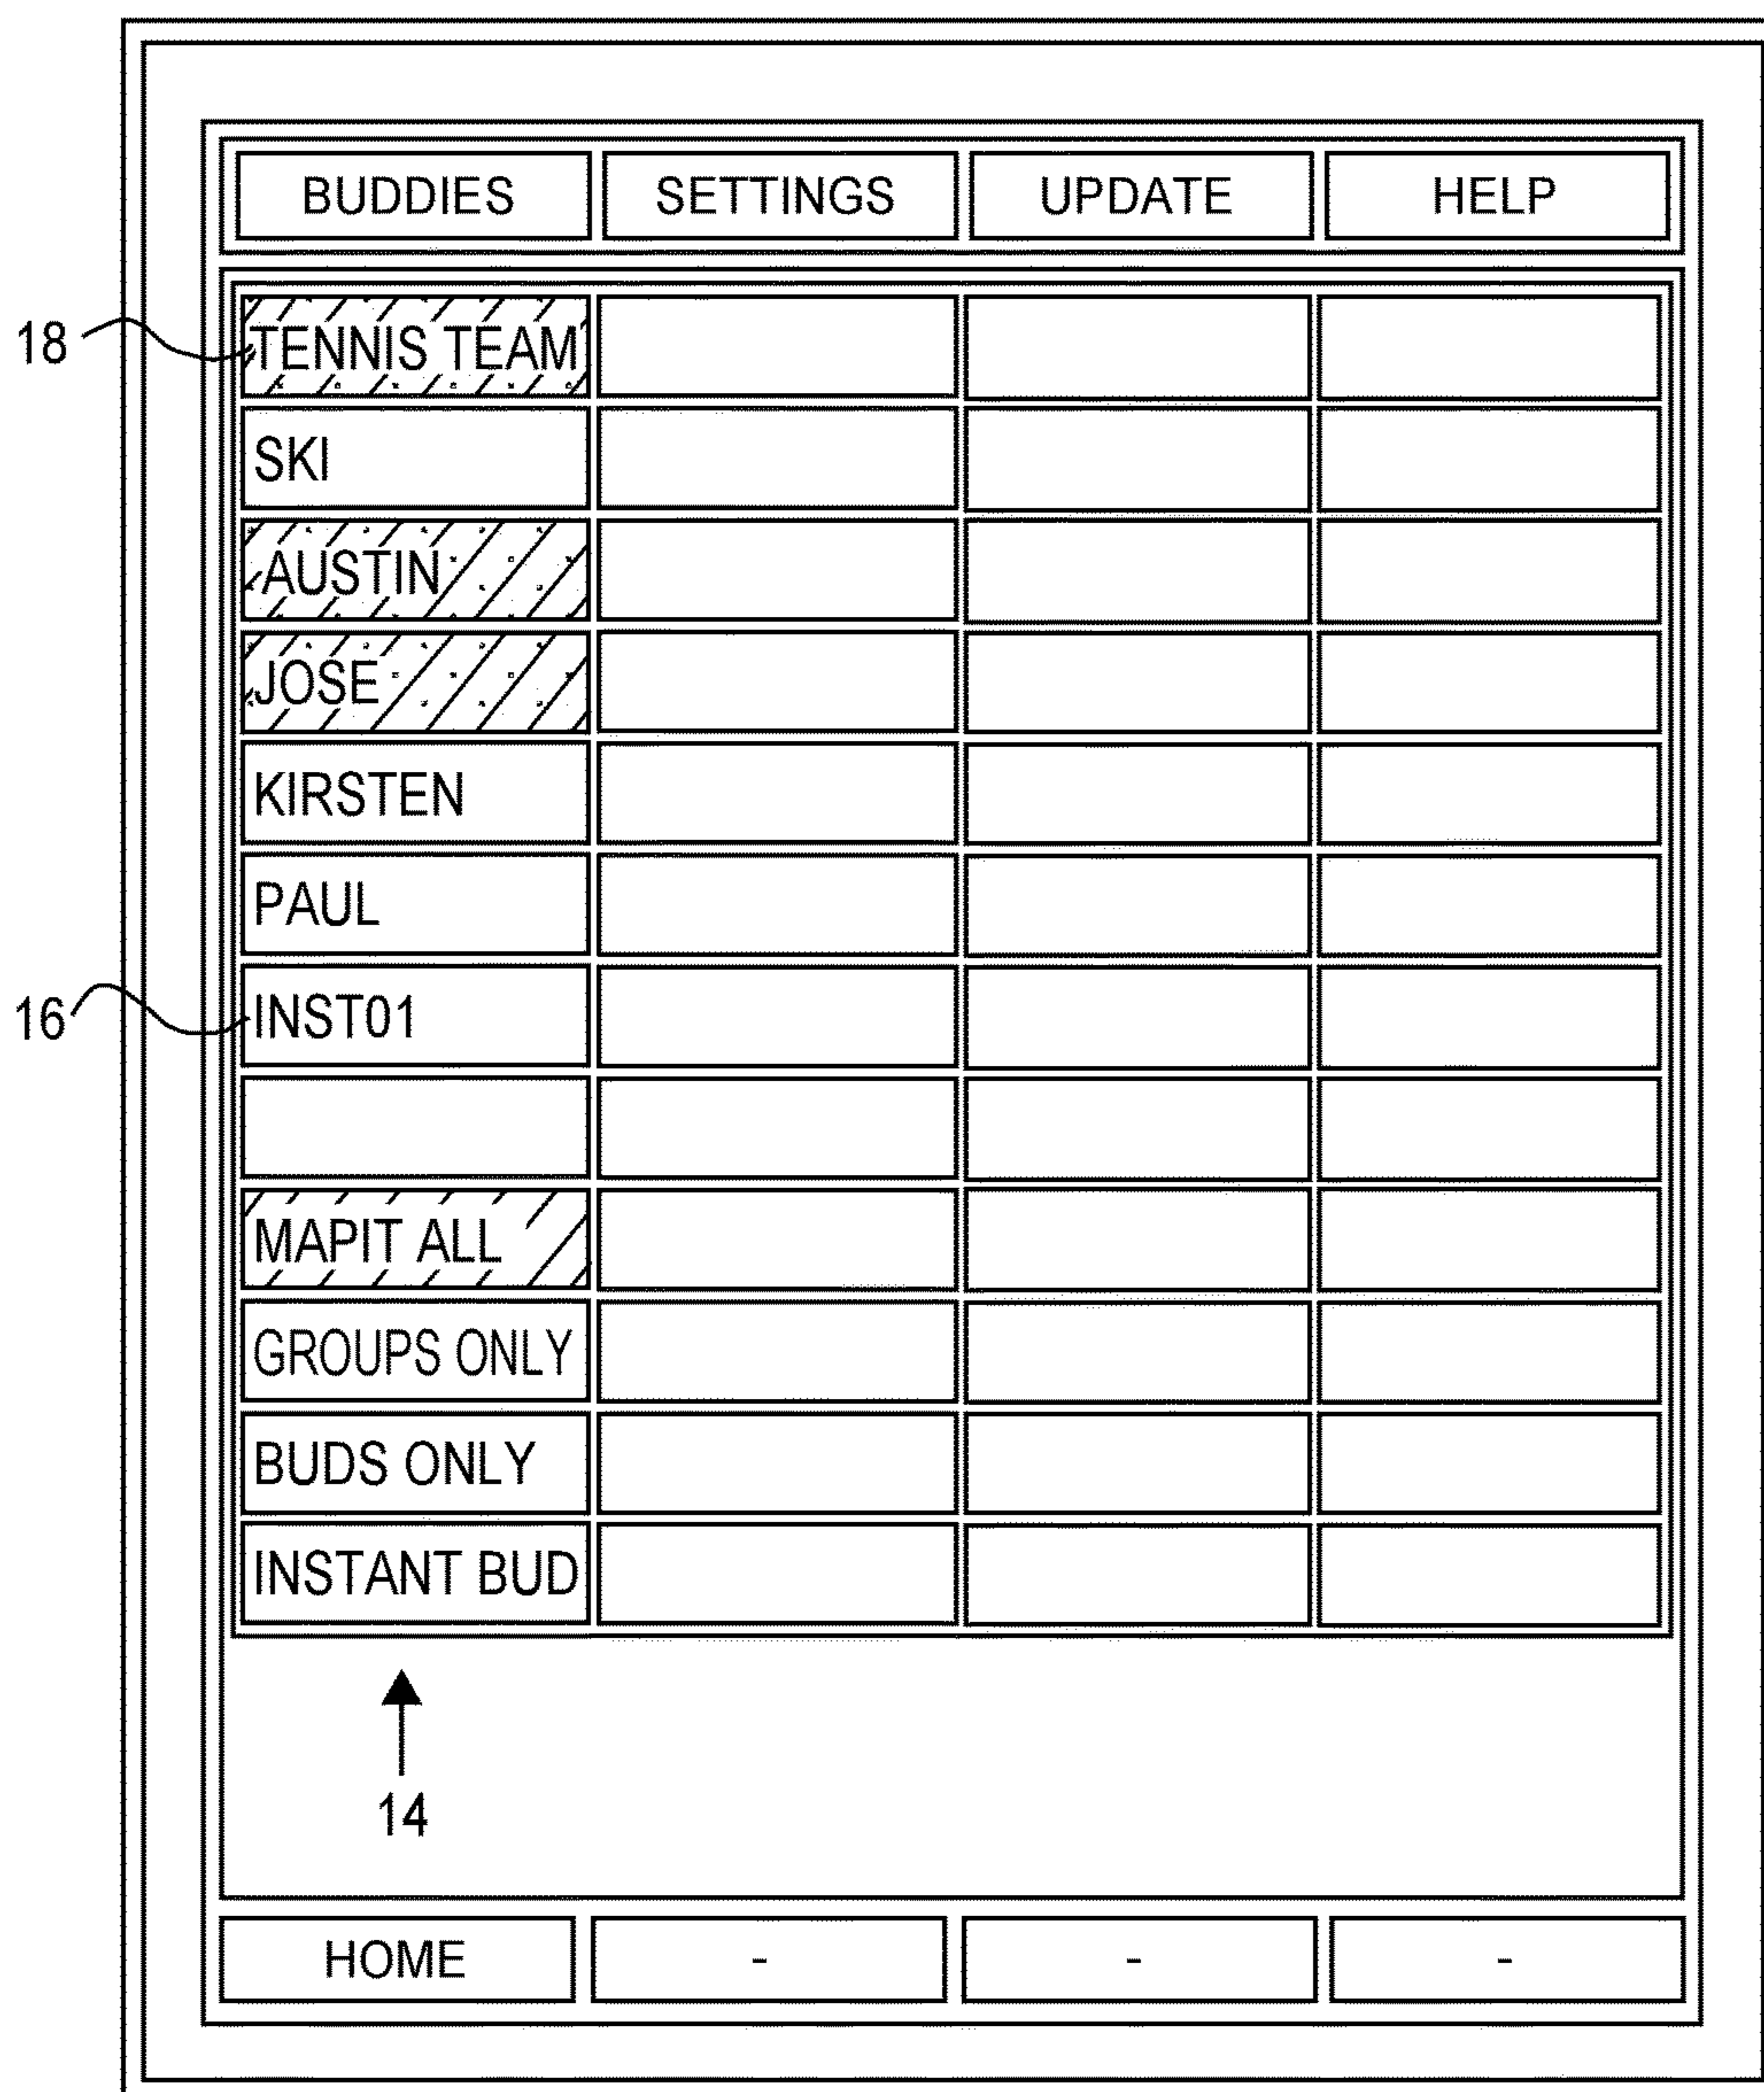 BUDDIES SETTINGS UPDATE HELP
18 TENNIS TEAM
SKI
AUSTIN
JOSE
KIRSTEN
PAUL
16 INST01
MAPIT ALL
GROUPS ONLY
BUDS ONLY
INSTANT BUD
14
HOME - - -